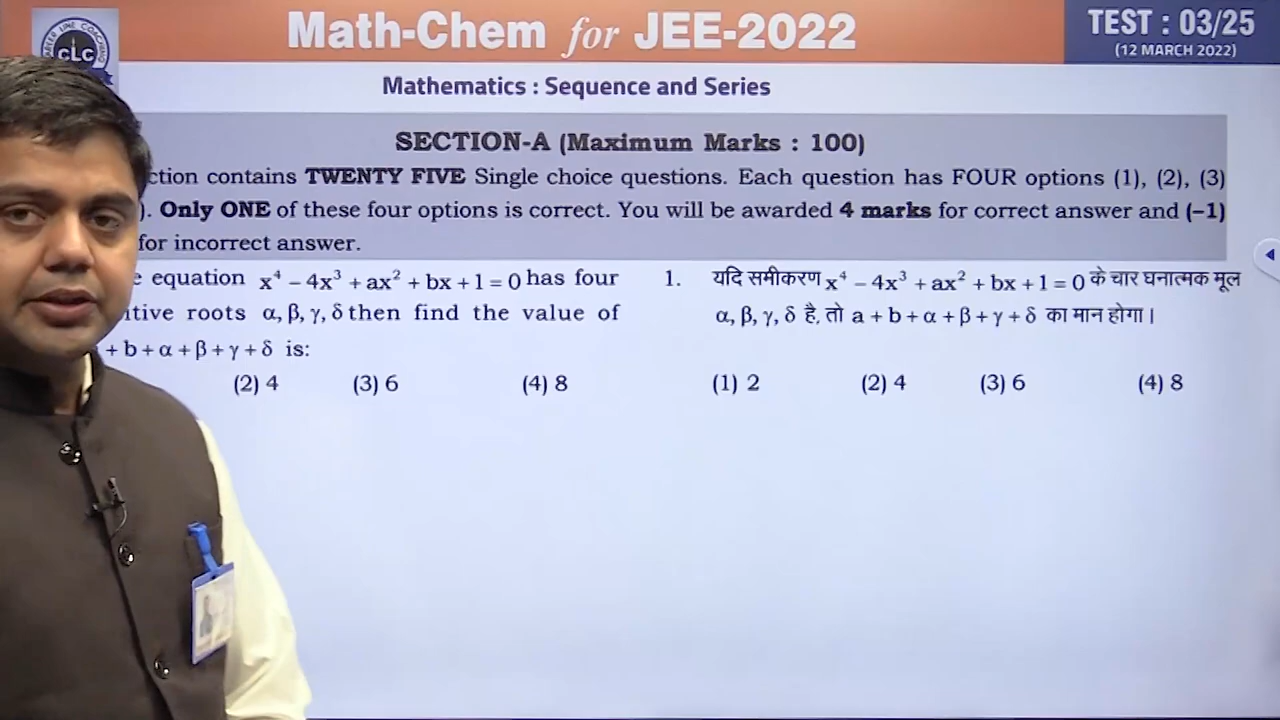 Math-Chem for JEE-2022
TEST : 03/25
(12 MARCH 2022)
CLC
Mathematics : Sequence and Series
SECTION-A (Maximum Marks : 100)
contains TWENTY FIVE Single choice questions. Each question has FOUR options (1), (2), (3)
). Only ONE of these four options is correct. You will be awarded 4 marks for correct answer and (−1)
for incorrect answer.
equation x⁴ − 4x³ + ax² + bx + 1 = 0 has four
roots α, β, γ, δ then find the value of
+ b + α + β + γ + δ is:
(2) 4 (3) 6 (4) 8
1. यदि समीकरण x⁴ − 4x³ + ax² + bx + 1 = 0 के चार घनात्मक मूल
α, β, γ, δ है, तो a + b + α + β + γ + δ का मान होगा।
(1) 2 (2) 4 (3) 6 (4) 8